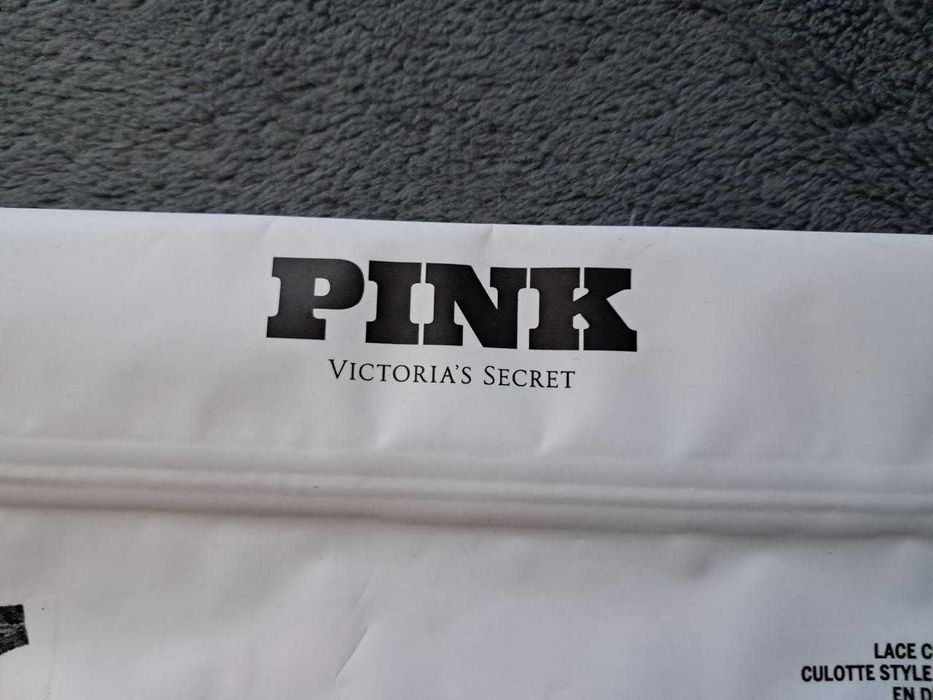 PINK
VICTORIA'S SECRET
LACE
CULOTTE STYLE
EN